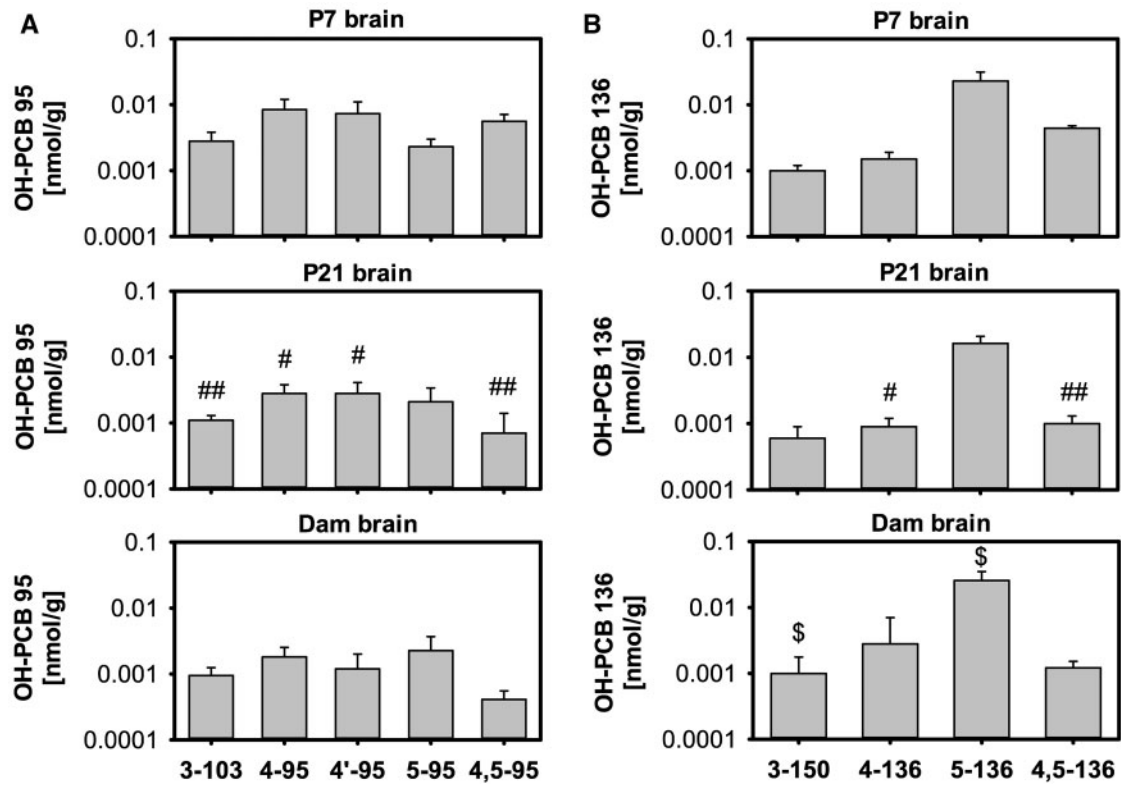 A
P7 brain
OH-PCB 95
[nmol/g]
0.1
0.01
0.001
0.0001
P21 brain
OH-PCB 95
[nmol/g]
0.1
0.01
0.001
0.0001
## # # ##
Dam brain
OH-PCB 95
[nmol/g]
0.1
0.01
0.001
0.0001
3-103 4-95 4'-95 5-95 4,5-95
B
P7 brain
OH-PCB 136
[nmol/g]
0.1
0.01
0.001
0.0001
P21 brain
OH-PCB 136
[nmol/g]
0.1
0.01
0.001
0.0001
# ##
Dam brain
OH-PCB 136
[nmol/g]
0.1
0.01
0.001
0.0001
$ $
3-150 4-136 5-136 4,5-136